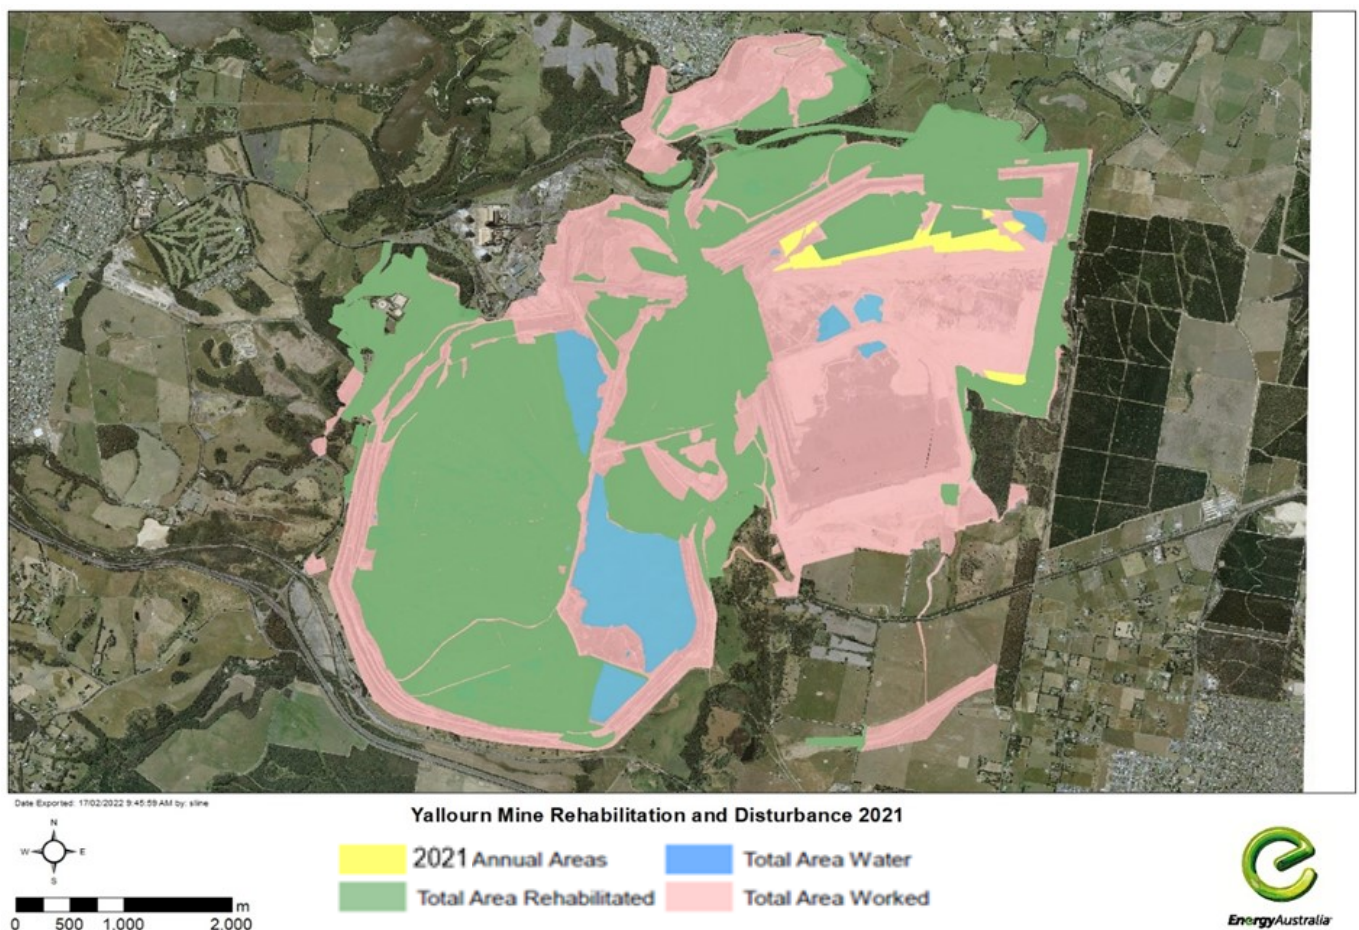 Date Exported: 17/02/2022 9:45:59 AM by: sline
Yallourn Mine Rehabilitation and Disturbance 2021
N
W E
S
2021 Annual Areas
Total Area Water
Total Area Rehabilitated
Total Area Worked
m
0 500 1,000 2,000
EnergyAustralia